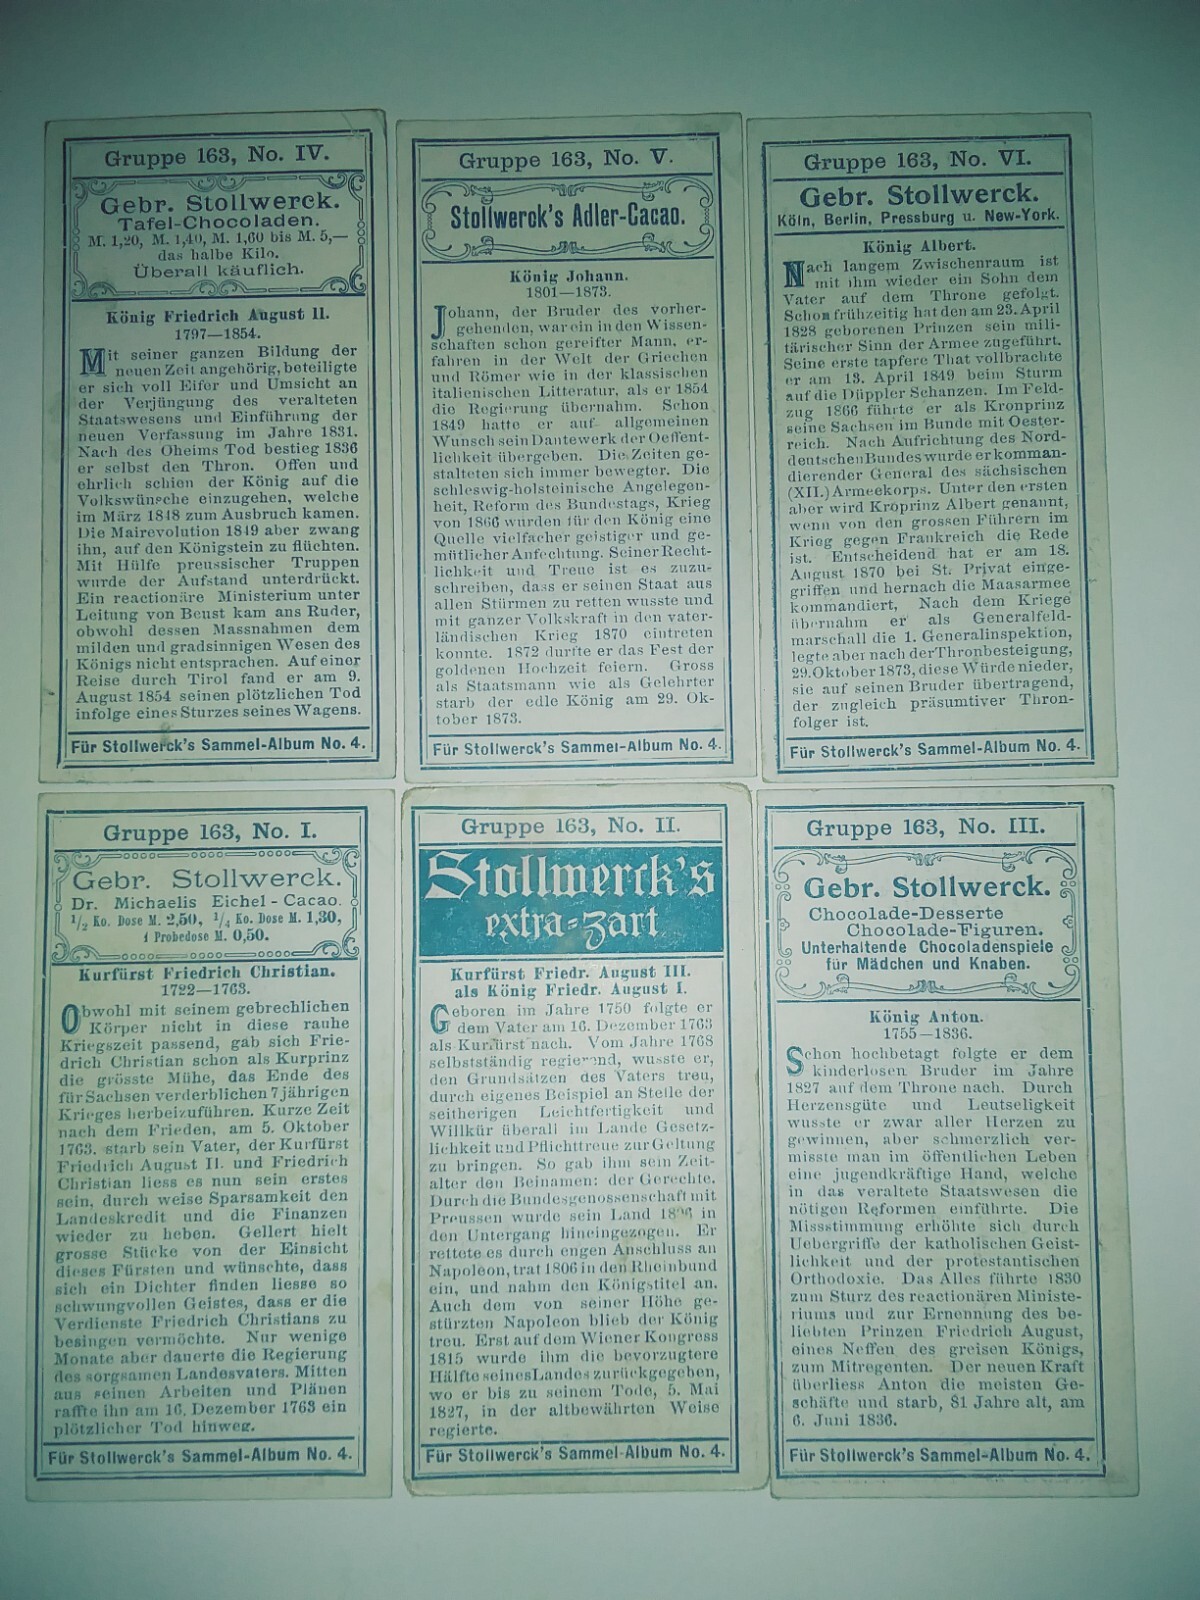 Gruppe 163, No. IV.
Gebr. Stollwerck.
Tafel-Chocoladen.
M. 1,20, M. 1,40, M. 1,60 bis M. 5,—
das halbe Kilo.
Überall käuflich.
König Friedrich August II.
1797—1854.
Mit seiner ganzen Bildung der
neuen Zeit angehörig, beteiligte
er sich voll Eifer und Umsicht an
der Verjüngung des veralteten
Staatswesens und Einführung der
neuen Verfassung im Jahre 1831.
Nach des Oheims Tod bestieg 1836
er selbst den Thron. Offen und
ehrlich schien der König auf die
Volkswünsche einzugehen, welche
im März 1848 zum Ausbruch kamen.
Die Mairevolution 1849 aber zwang
ihn, auf den Königstein zu flüchten.
Mit Hülfe preussischer Truppen
wurde der Aufstand unterdrückt.
Ein reactionäre Ministerium unter
Leitung von Beust kam ans Ruder,
obwohl dessen Massnahmen dem
milden und gradsinnigen Wesen des
Königs nicht entsprachen. Auf einer
Reise durch Tirol fand er am 9.
August 1854 seinen plötzlichen Tod
infolge eines Sturzes seines Wagens.
Für Stollwerck's Sammel-Album No. 4.
Gruppe 163, No. V.
Stollwerck's Adler-Cacao.
König Johann.
1801—1873.
Johann, der Bruder des vorher-
gehenden, war ein in den Wissen-
schaften schon gereifter Mann, er-
fahren in der Welt der Griechen
und Römer wie in der klassischen
italienischen Litteratur, als er 1854
die Regierung übernahm. Schon
1849 hatte er auf allgemeinen
Wunsch sein Dantewerk der Oeffent-
lichkeit übergeben. Die Zeiten ge-
stalteten sich immer bewegter. Die
schleswig-holsteinische Angelegen-
heit, Reform des Bundestags, Krieg
von 1866 wurden für den König eine
Quelle vielfacher geistiger und ge-
mütlicher Anfechtung. Seiner Recht-
lichkeit und Treue ist es zuzu-
schreiben, dass er seinen Staat aus
allen Stürmen zu retten wusste und
mit ganzer Volkskraft in den vater-
ländischen Krieg 1870 eintreten
konnte. 1872 durfte er das Fest der
goldenen Hochzeit feiern. Gross
als Staatsmann wie als Gelehrter
starb der edle König am 29. Ok-
tober 1873.
Für Stollwerck's Sammel-Album No. 4.
Gruppe 163, No. VI.
Gebr. Stollwerck.
Köln, Berlin, Pressburg u. New-York.
König Albert.
Nach langem Zwischenraum ist
mit ihm wieder ein Sohn dem
Vater auf dem Throne gefolgt.
Schon frühzeitig hat den am 23. April
1828 geborenen Prinzen sein mili-
tärischer Sinn der Armee zugeführt.
Seine erste tapfere That vollbrachte
er am 13. April 1849 beim Sturm
auf die Düppler Schanzen. Im Feld-
zug 1866 führte er als Kronprinz
seine Sachsen im Bunde mit Oester-
reich. Nach Aufrichtung des Nord-
deutschen Bundes wurde er komman-
dierender General des sächsischen
(XII.) Armeekorps. Unter den ersten
aber wird Kroprinz Albert genannt,
wenn von den grossen Führern im
Krieg gegen Frankreich die Rede
ist. Entscheidend hat er am 18.
August 1870 bei St. Privat einge-
griffen und hernach die Maasarmee
kommandiert, Nach dem Kriege
übernahm er als Generalfeld-
marschall die 1. Generalinspektion,
legte aber nach der Thronbesteigung,
29. Oktober 1873, diese Würde nieder,
sie auf seinen Bruder übertragend,
der zugleich präsumtiver Thron-
folger ist.
Für Stollwerck's Sammel-Album No. 4.
Gruppe 163, No. I.
Gebr. Stollwerck.
Dr. Michaelis Eichel-Cacao.
1/2 Ko. Dose M. 2,50, 1/4 Ko. Dose M. 1,30,
1 Probedose M. 0,50.
Kurfürst Friedrich Christian.
1722—1763.
Obwohl mit seinem gebrechlichen
Körper nicht in diese rauhe
Kriegszeit passend, gab sich Frie-
drich Christian schon als Kurprinz
die grösste Mühe, das Ende des
für Sachsen verderblichen 7jährigen
Krieges herbeizuführen. Kurze Zeit
nach dem Frieden, am 5. Oktober
1763. starb sein Vater, der Kurfürst
Friedrich August II. und Friedrich
Christian liess es nun sein erstes
sein, durch weise Sparsamkeit den
Landeskredit und die Finanzen
wieder zu heben. Gellert hielt
grosse Stücke von der Einsicht
dieses Fürsten und wünschte, dass
sich ein Dichter finden liesse so
schwungvollen Geistes, dass er die
Verdienste Friedrich Christians zu
besingen vermöchte. Nur wenige
Monate aber dauerte die Regierung
des sorgsamen Landesvaters. Mitten
aus seinen Arbeiten und Plänen
raffte ihn am 16. Dezember 1763 ein
plötzlicher Tod hinweg.
Für Stollwerck's Sammel-Album No. 4.
Gruppe 163, No. II.
Stollwerck's
extra=zart
Kurfürst Friedr. August III.
als König Friedr. August I.
Geboren im Jahre 1750 folgte er
dem Vater am 16. Dezember 1763
als Kurfürst nach. Vom Jahre 1768
selbstständig regierend, wusste er,
den Grundsätzen des Vaters treu,
durch eigenes Beispiel an Stelle der
seitherigen Leichtfertigkeit und
Willkür überall im Lande Gesetz-
lichkeit und Pflichttreue zur Geltung
zu bringen. So gab ihm sein Zeit-
alter den Beinamen: der Gerechte.
Durch die Bundesgenossenschaft mit
Preussen wurde sein Land 1806 in
den Untergang hineingezogen. Er
rettete es durch engen Anschluss an
Napoleon, trat 1806 in den Rheinbund
ein, und nahm den Königstitel an.
Auch dem von seiner Höhe ge-
stürzten Napoleon blieb der König
treu. Erst auf dem Wiener Kongress
1815 wurde ihm die bevorzugtere
Hälfte seines Landes zurückgegeben,
wo er bis zu seinem Tode, 5. Mai
1827, in der altbewährten Weise
regierte.
Für Stollwerck's Sammel-Album No. 4.
Gruppe 163, No. III.
Gebr. Stollwerck.
Chocolade-Desserte
Chocolade-Figuren.
Unterhaltende Chocoladenspiele
für Mädchen und Knaben.
König Anton.
1755—1836.
Schon hochbetagt folgte er dem
kinderlosen Bruder im Jahre
1827 auf dem Throne nach. Durch
Herzensgüte und Leutseligkeit
wusste er zwar aller Herzen zu
gewinnen, aber schmerzlich ver-
misste man im öffentlichen Leben
eine jugendkräftige Hand, welche
in das veraltete Staatswesen die
nötigen Reformen einführte. Die
Missstimmung erhöhte sich durch
Uebergriffe der katholischen Geist-
lichkeit und der protestantischen
Orthodoxie. Das Alles führte 1830
zum Sturz des reactionären Ministe-
riums und zur Ernennung des be-
liebten Prinzen Friedrich August,
eines Neffen des greisen Königs,
zum Mitregenten. Der neuen Kraft
überliess Anton die meisten Ge-
schäfte und starb, 81 Jahre alt, am
6. Juni 1836.
Für Stollwerck's Sammel-Album No. 4.